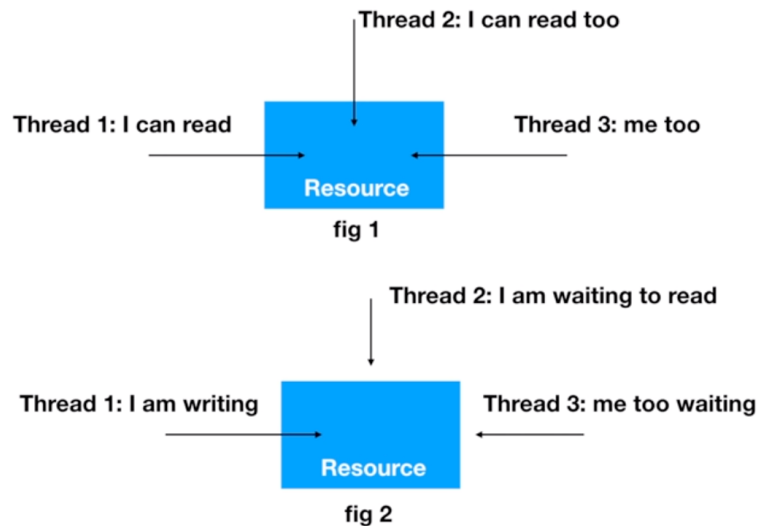 Thread 2: I can read too
Thread 1: I can read
Thread 3: me too
Resource
fig 1
Thread 2: I am waiting to read
Thread 1: I am writing
Thread 3: me too waiting
Resource
fig 2